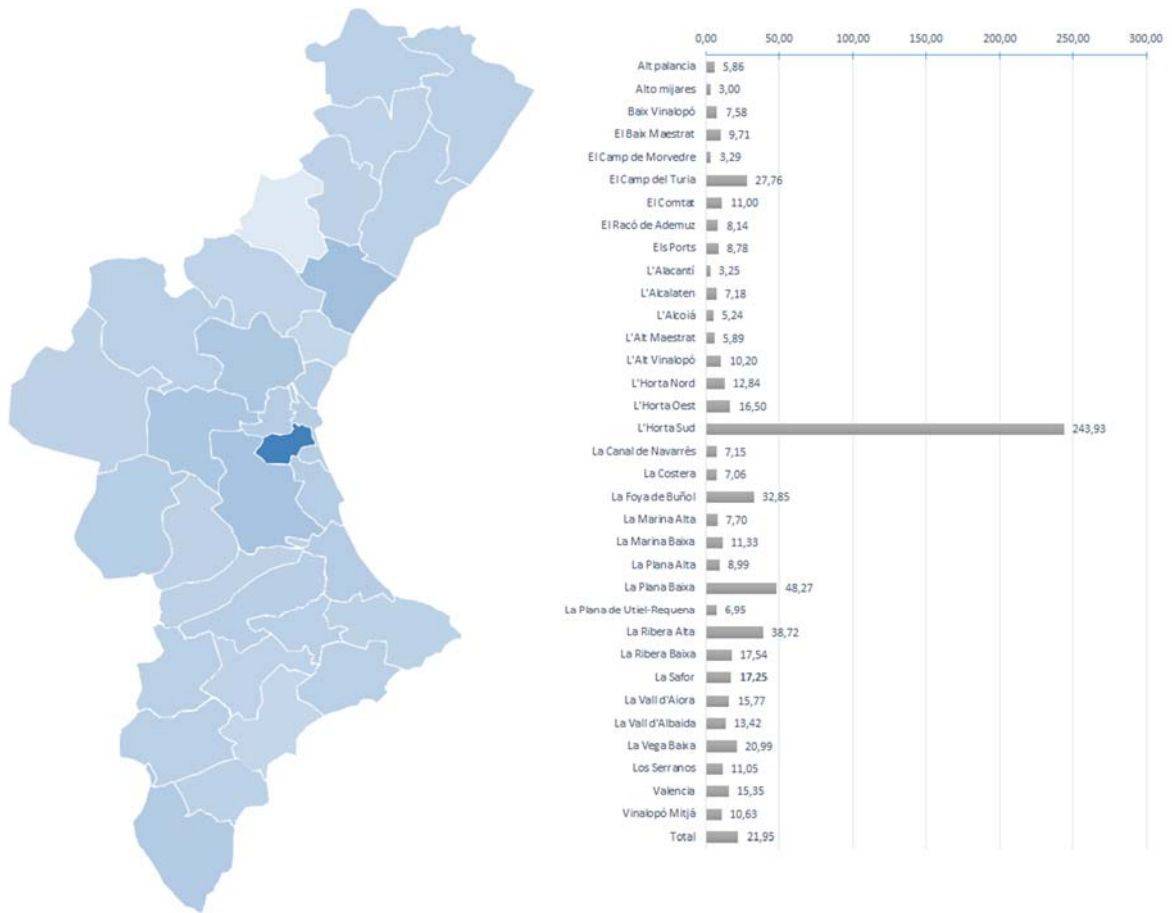 0,00 50,00 100,00 150,00 200,00 250,00 300,00
Alt palancia 5,86
Alto mijares 3,00
Baix Vinalopó 7,58
El Baix Maestrat 9,71
El Camp de Morvedre 3,29
El Camp del Turia 27,76
El Comtat 11,00
El Racó de Ademuz 8,14
Els Ports 8,78
L'Alacantí 3,25
L'Alcalaten 7,18
L'Alcoiá 5,24
L'Alt Maestrat 5,89
L'Alt Vinalopó 10,20
L'Horta Nord 12,84
L'Horta Oest 16,50
L'Horta Sud 243,93
La Canal de Navarrès 7,15
La Costera 7,06
La Foya de Buñol 32,85
La Marina Alta 7,70
La Marina Baixa 11,33
La Plana Alta 8,99
La Plana Baixa 48,27
La Plana de Utiel-Requena 6,95
La Ribera Alta 38,72
La Ribera Baixa 17,54
La Safor 17,25
La Vall d'Aiora 15,77
La Vall d'Albaida 13,42
La Vega Baixa 20,99
Los Serranos 11,05
Valencia 15,35
Vinalopó Mitjá 10,63
Total 21,95